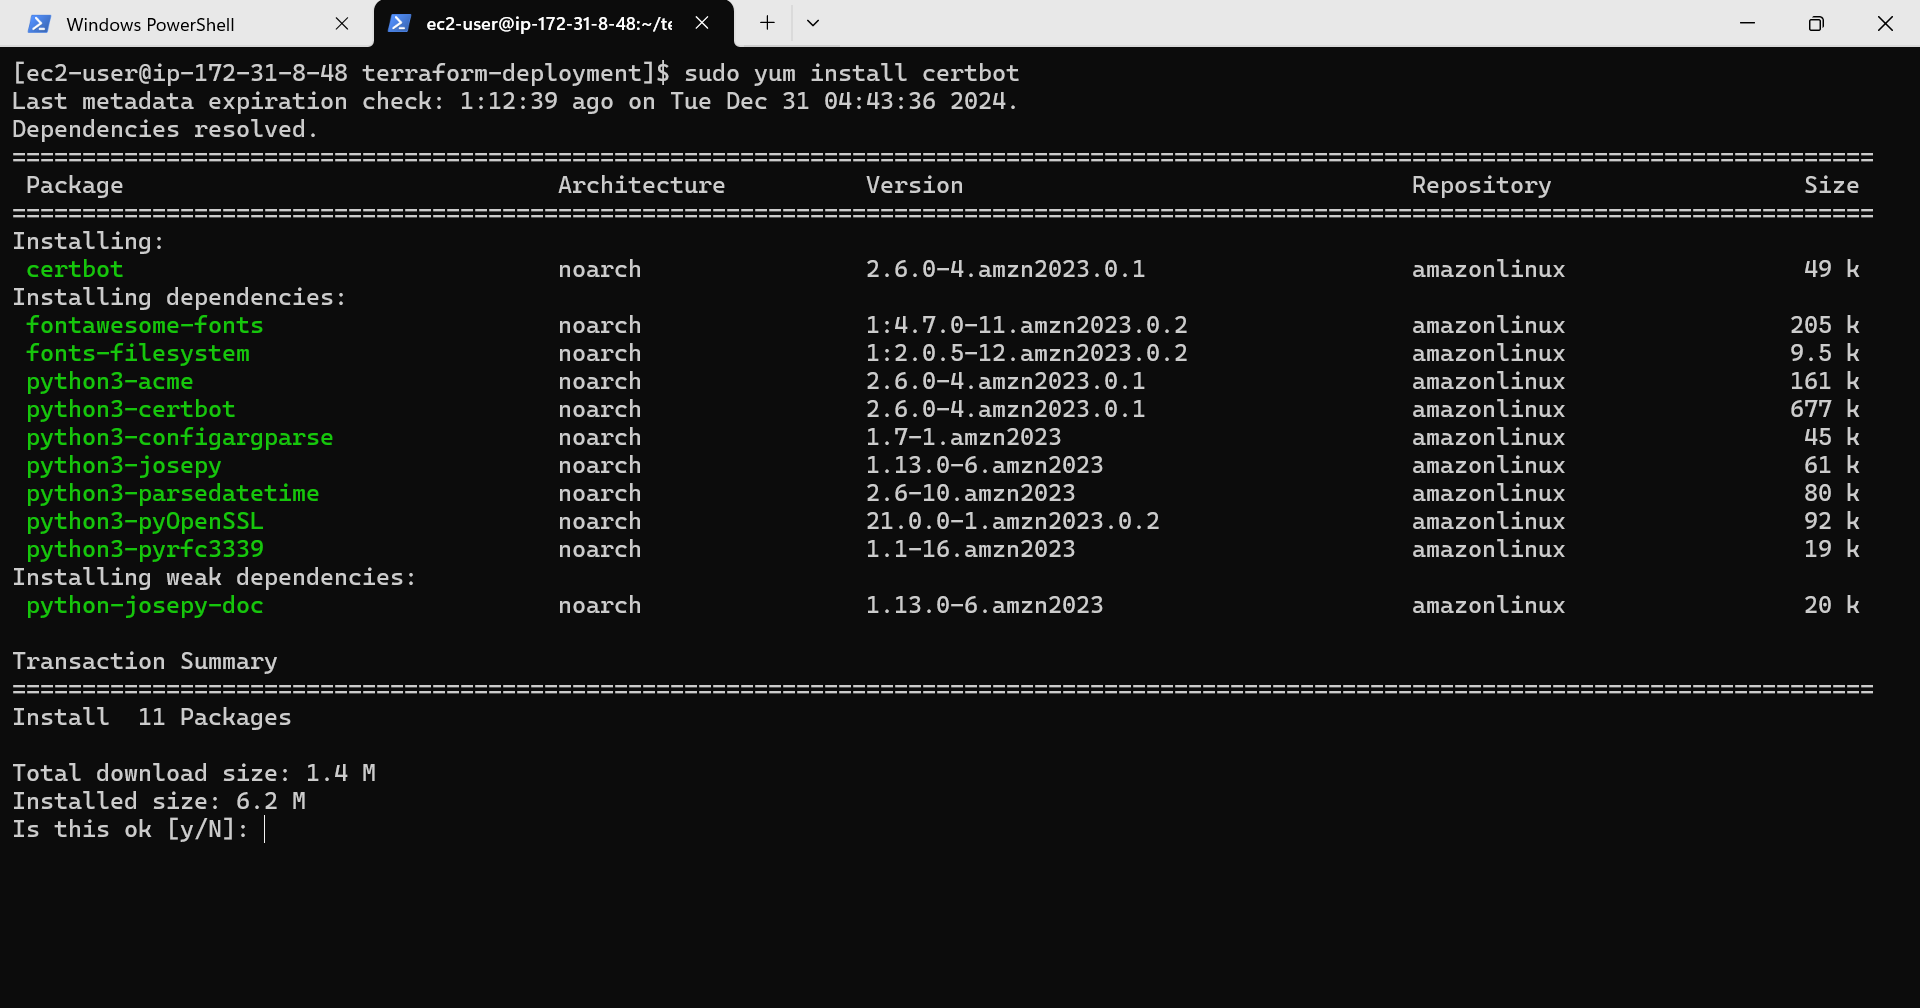 Windows PowerShell
ec2-user@ip-172-31-8-48:~/te
[ec2-user@ip-172-31-8-48 terraform-deployment]$ sudo yum install certbot
Last metadata expiration check: 1:12:39 ago on Tue Dec 31 04:43:36 2024.
Dependencies resolved.
=====================================================================================================================================
Package Architecture Version Repository Size
=====================================================================================================================================
Installing:
certbot noarch 2.6.0-4.amzn2023.0.1 amazonlinux 49 k
Installing dependencies:
fontawesome-fonts noarch 1:4.7.0-11.amzn2023.0.2 amazonlinux 205 k
fonts-filesystem noarch 1:2.0.5-12.amzn2023.0.2 amazonlinux 9.5 k
python3-acme noarch 2.6.0-4.amzn2023.0.1 amazonlinux 161 k
python3-certbot noarch 2.6.0-4.amzn2023.0.1 amazonlinux 677 k
python3-configargparse noarch 1.7-1.amzn2023 amazonlinux 45 k
python3-josepy noarch 1.13.0-6.amzn2023 amazonlinux 61 k
python3-parsedatetime noarch 2.6-10.amzn2023 amazonlinux 80 k
python3-pyOpenSSL noarch 21.0.0-1.amzn2023.0.2 amazonlinux 92 k
python3-pyrfc3339 noarch 1.1-16.amzn2023 amazonlinux 19 k
Installing weak dependencies:
python-josepy-doc noarch 1.13.0-6.amzn2023 amazonlinux 20 k
Transaction Summary
=====================================================================================================================================
Install  11 Packages
Total download size: 1.4 M
Installed size: 6.2 M
Is this ok [y/N]: